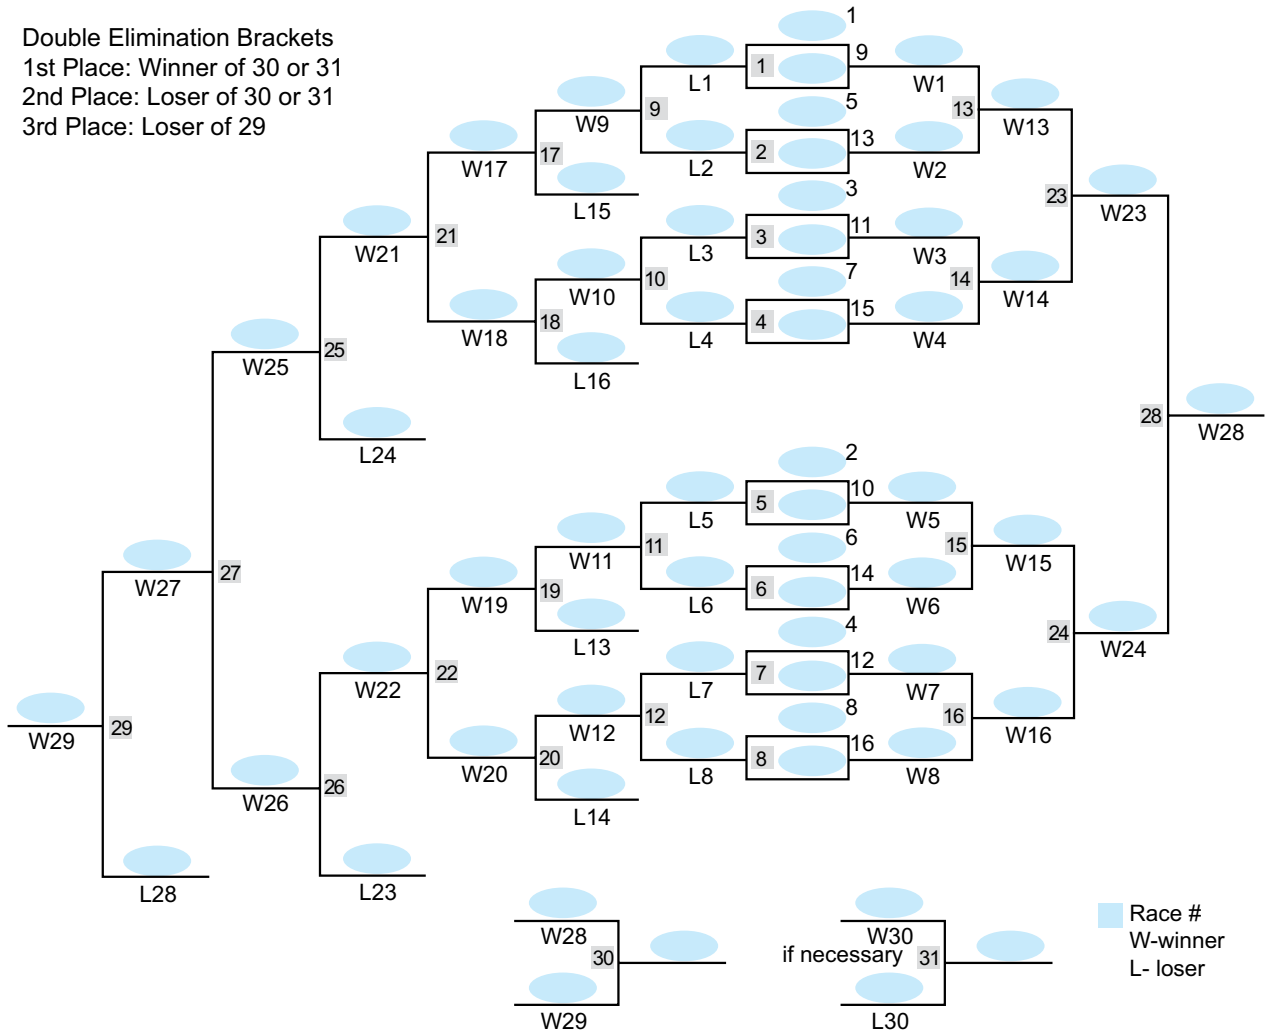 Double Elimination Brackets
1st Place: Winner of 30 or 31
2nd Place: Loser of 30 or 31
3rd Place: Loser of 29
1
L1 1 9 W1
W9 9 5 13 W13
W17 17 L2 2 13 W2
L15 3 23 W23
W21 21 L3 3 11 W3
W10 10 7 14 W14
W18 18 L4 4 15 W4
L16
W25 25
28 W28
L24
2
L5 5 10 W5
W11 11 6 15 W15
W27 27 W19 19 L6 6 14 W6
L13 4 24 W24
W22 22 L7 7 12 W7
W29 29 W12 12 8 16 W16
W20 20 L8 8 16 W8
W26 26
L14
L28 L23
W28
30
W29
W30
if necessary 31
L30
Race #
W-winner
L- loser